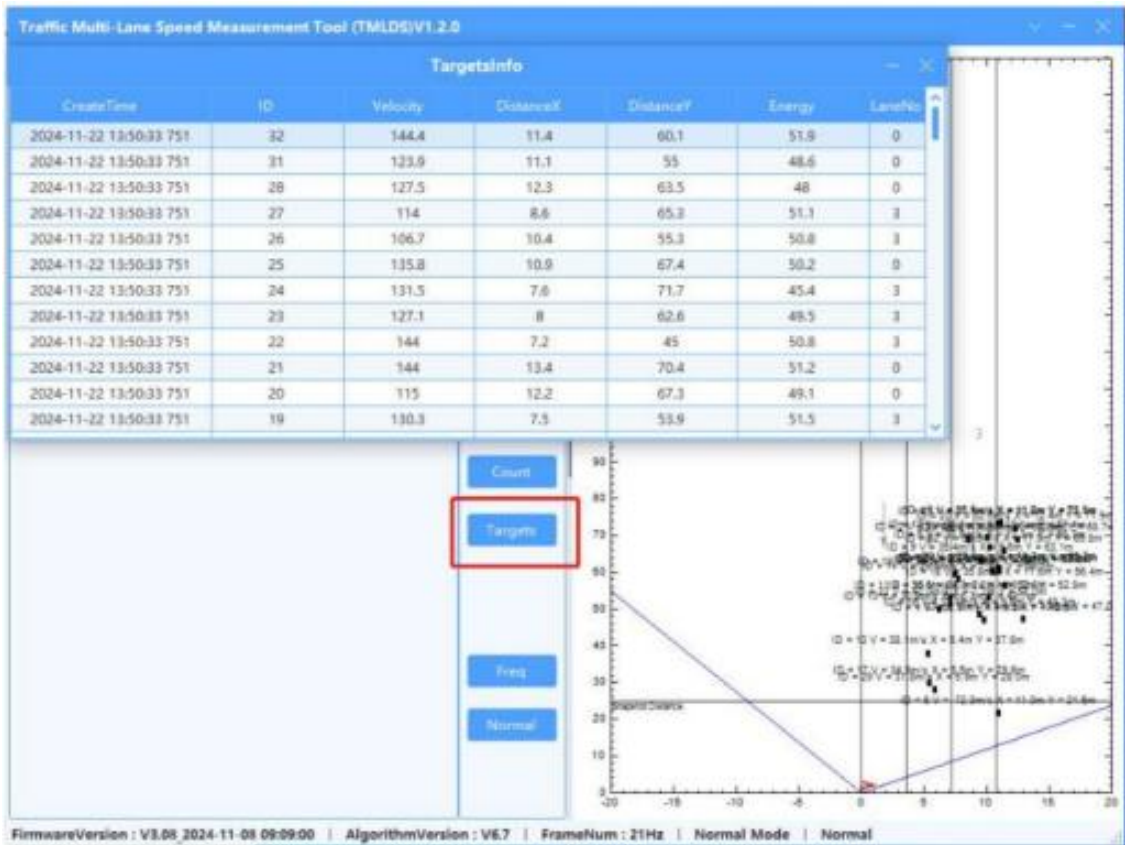 Traffic Multi-Lane Speed Measurement Tool (TMLDS)V1.2.0
TargetsInfo
CreateTime ID Velocity DistanceX DistanceY Energy LaneNo
2024-11-22 13:50:33 751 32 144.4 11.4 60.1 51.9 0
2024-11-22 13:50:33 751 31 123.9 11.1 55 48.6 0
2024-11-22 13:50:33 751 28 127.5 12.3 63.5 48 0
2024-11-22 13:50:33 751 27 114 8.6 65.3 51.1 3
2024-11-22 13:50:33 751 26 106.7 10.4 55.3 50.8 3
2024-11-22 13:50:33 751 25 135.8 10.9 67.4 50.2 0
2024-11-22 13:50:33 751 24 131.5 7.6 71.7 45.4 3
2024-11-22 13:50:33 751 23 127.1 8 62.6 49.5 3
2024-11-22 13:50:33 751 22 144 7.2 45 50.8 3
2024-11-22 13:50:33 751 21 144 13.4 70.4 51.2 0
2024-11-22 13:50:33 751 20 115 12.2 67.3 49.1 0
2024-11-22 13:50:33 751 19 130.3 7.5 53.9 51.5 3
3
Count
Targets
Freq
Normal
90
80
70
60
50
40
30
20
10
0
Snapshot Distance
-20 -15 -10 -5 0 5 10 15 20
FirmwareVersion : V3.08_2024-11-08 09:09:00 | AlgorithmVersion : V6.7 | FrameNum : 21Hz | Normal Mode | Normal